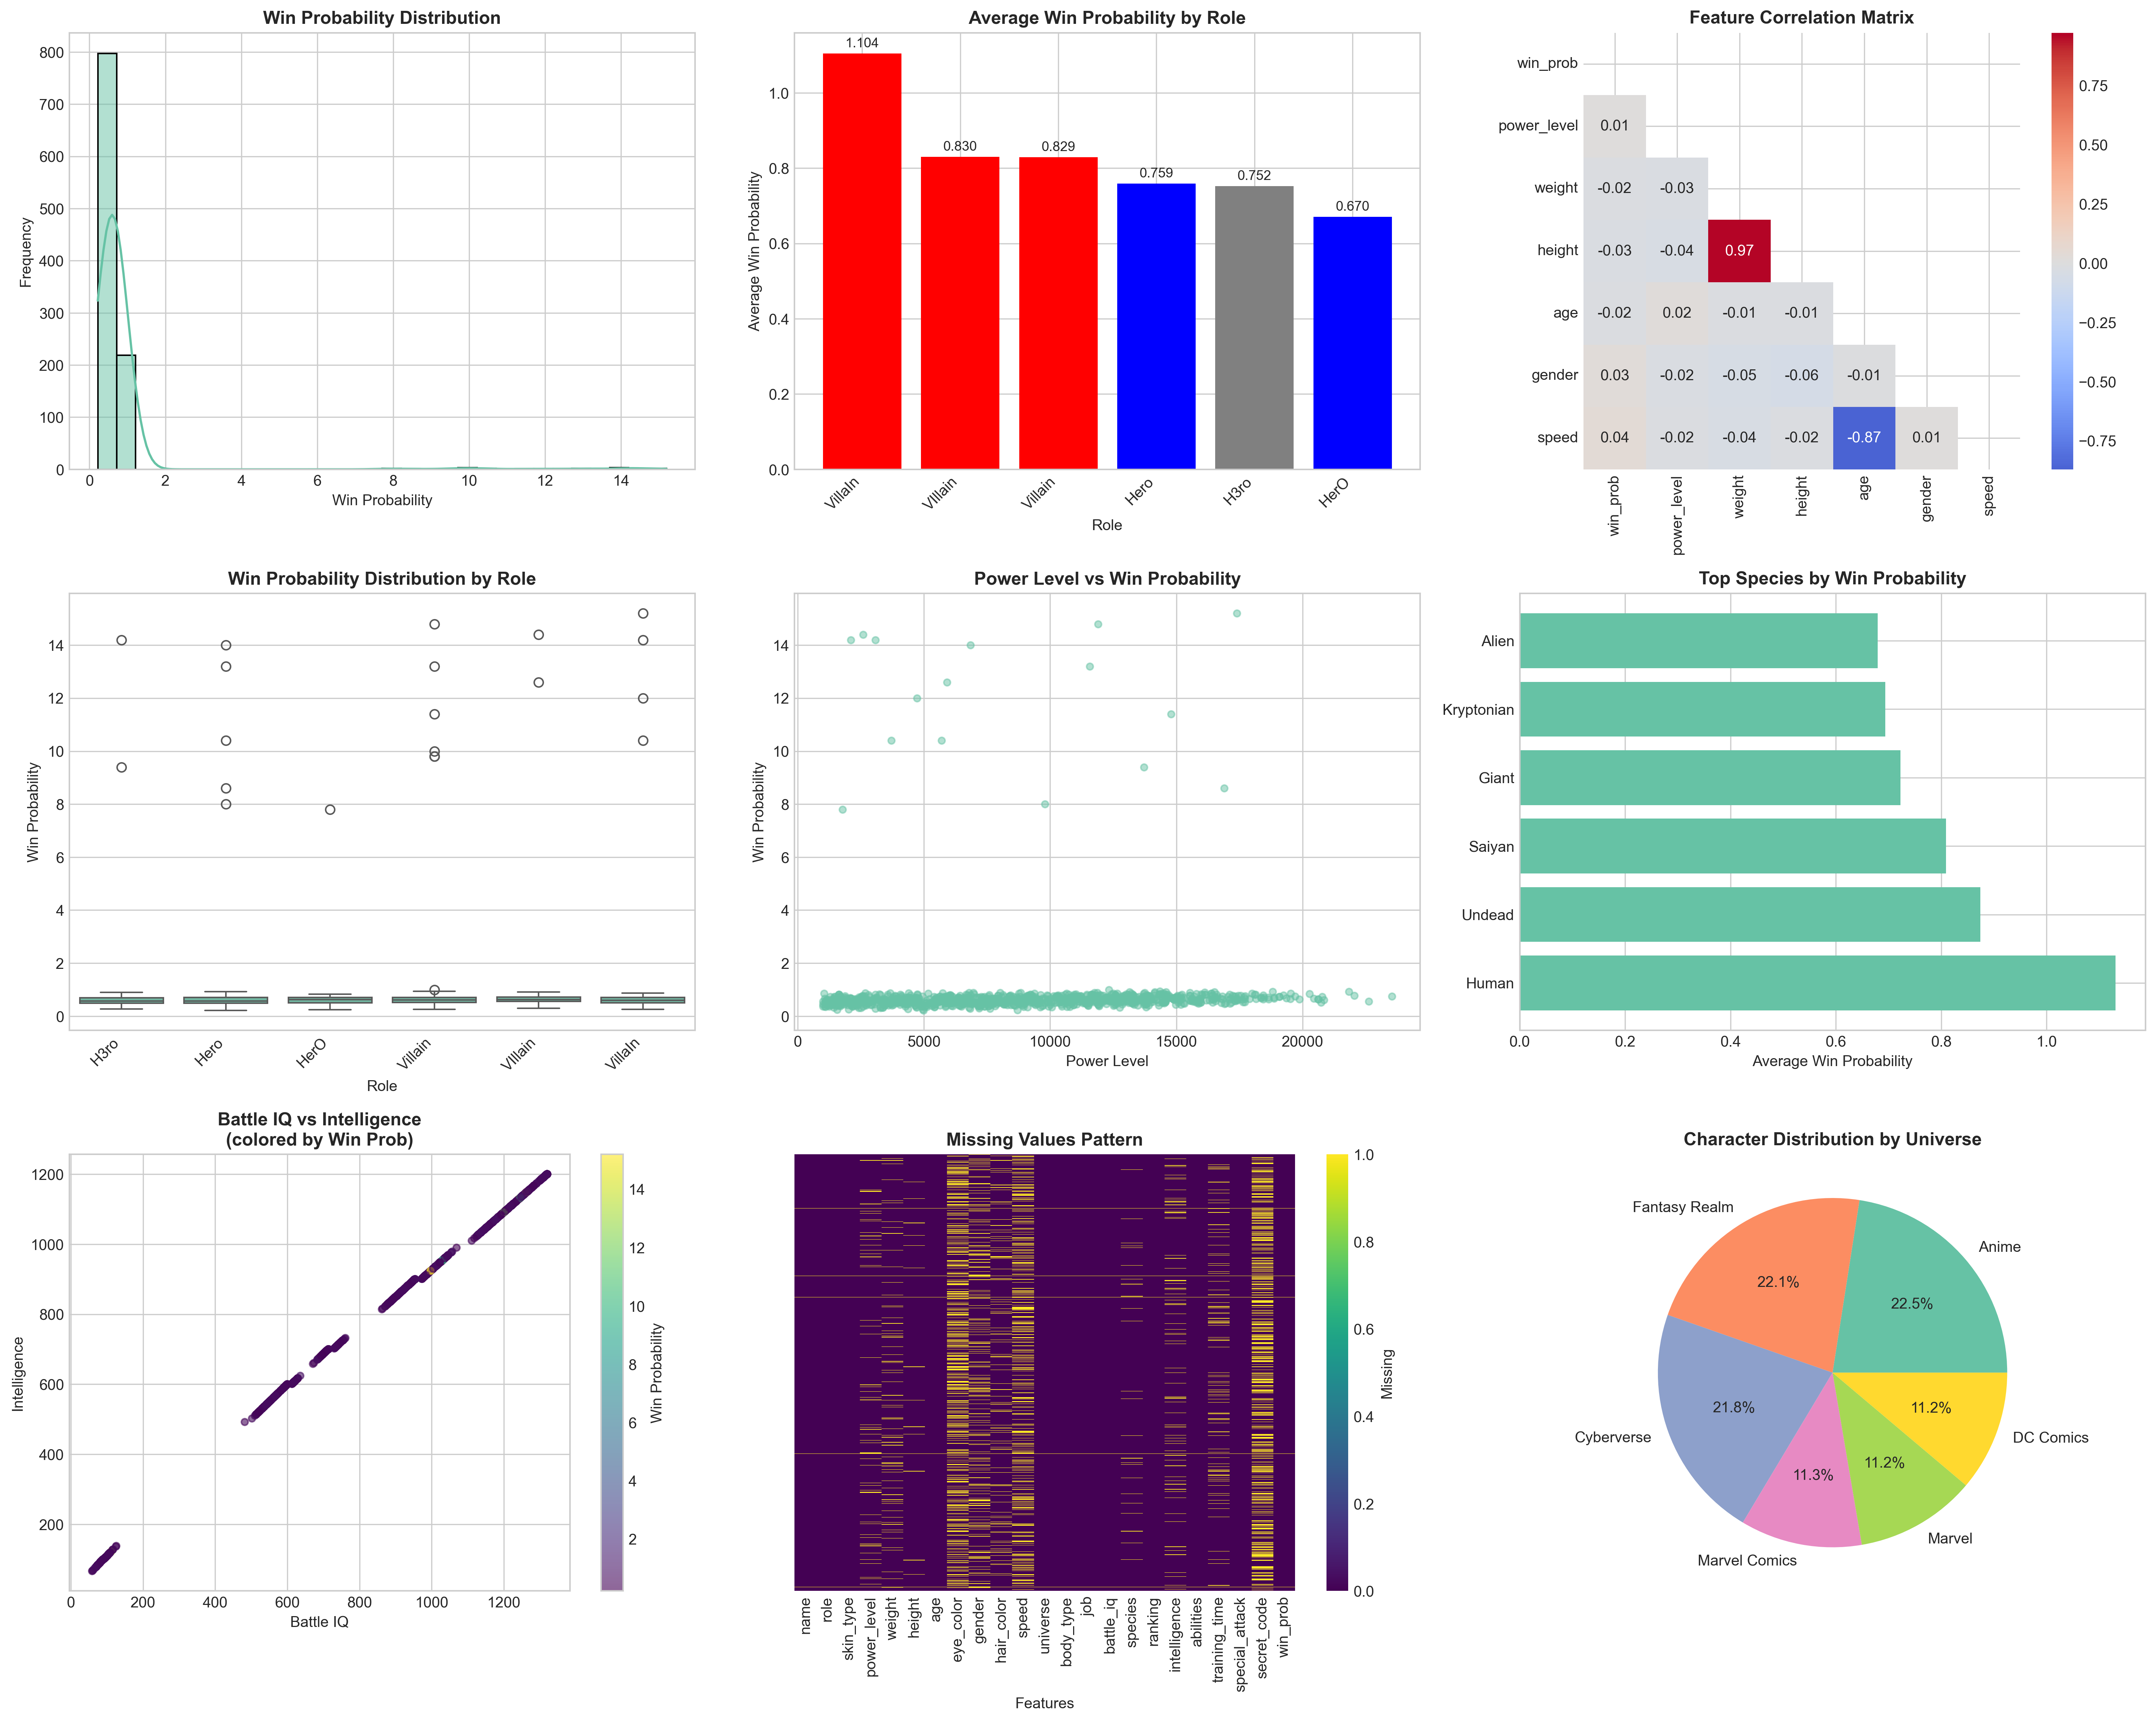 Win Probability Distribution
800
700
600
500
400
300
200
100
0
Frequency
0 2 4 6 8 10 12 14
Win Probability
Average Win Probability by Role
1.104
0.830
0.829
0.759
0.752
0.670
1.0
0.8
0.6
0.4
0.2
0.0
Average Win Probability
VillaIn
VIllain
Villain
Hero
H3ro
HerO
Role
Feature Correlation Matrix
win_prob
power_level 0.01
weight -0.02 -0.03
height -0.03 -0.04 0.97
age -0.02 0.02 -0.01 -0.01
gender 0.03 -0.02 -0.05 -0.06 -0.01
speed 0.04 -0.02 -0.04 -0.02 -0.87 0.01
win_prob
power_level
weight
height
age
gender
speed
0.75
0.50
0.25
0.00
−0.25
−0.50
−0.75
Win Probability Distribution by Role
14
12
10
8
6
4
2
0
Win Probability
H3ro
Hero
HerO
Villain
VIllain
VillaIn
Role
Power Level vs Win Probability
14
12
10
8
6
4
2
0
Win Probability
0 5000 10000 15000 20000
Power Level
Top Species by Win Probability
Alien
Kryptonian
Giant
Saiyan
Undead
Human
0.0 0.2 0.4 0.6 0.8 1.0
Average Win Probability
Battle IQ vs Intelligence
(colored by Win Prob)
1200
1000
800
600
400
200
Intelligence
0 200 400 600 800 1000 1200
Battle IQ
14
12
10
8
6
4
2
Win Probability
Missing Values Pattern
name
role
skin_type
power_level
weight
height
age
eye_color
gender
hair_color
speed
universe
body_type
job
battle_iq
species
ranking
intelligence
abilities
training_time
special_attack
secret_code
win_prob
Features
1.0
0.8
0.6
0.4
0.2
0.0
Missing
Character Distribution by Universe
Fantasy Realm
Anime
22.1%
22.5%
21.8%
11.2%
Cyberverse
DC Comics
11.3%
11.2%
Marvel
Marvel Comics